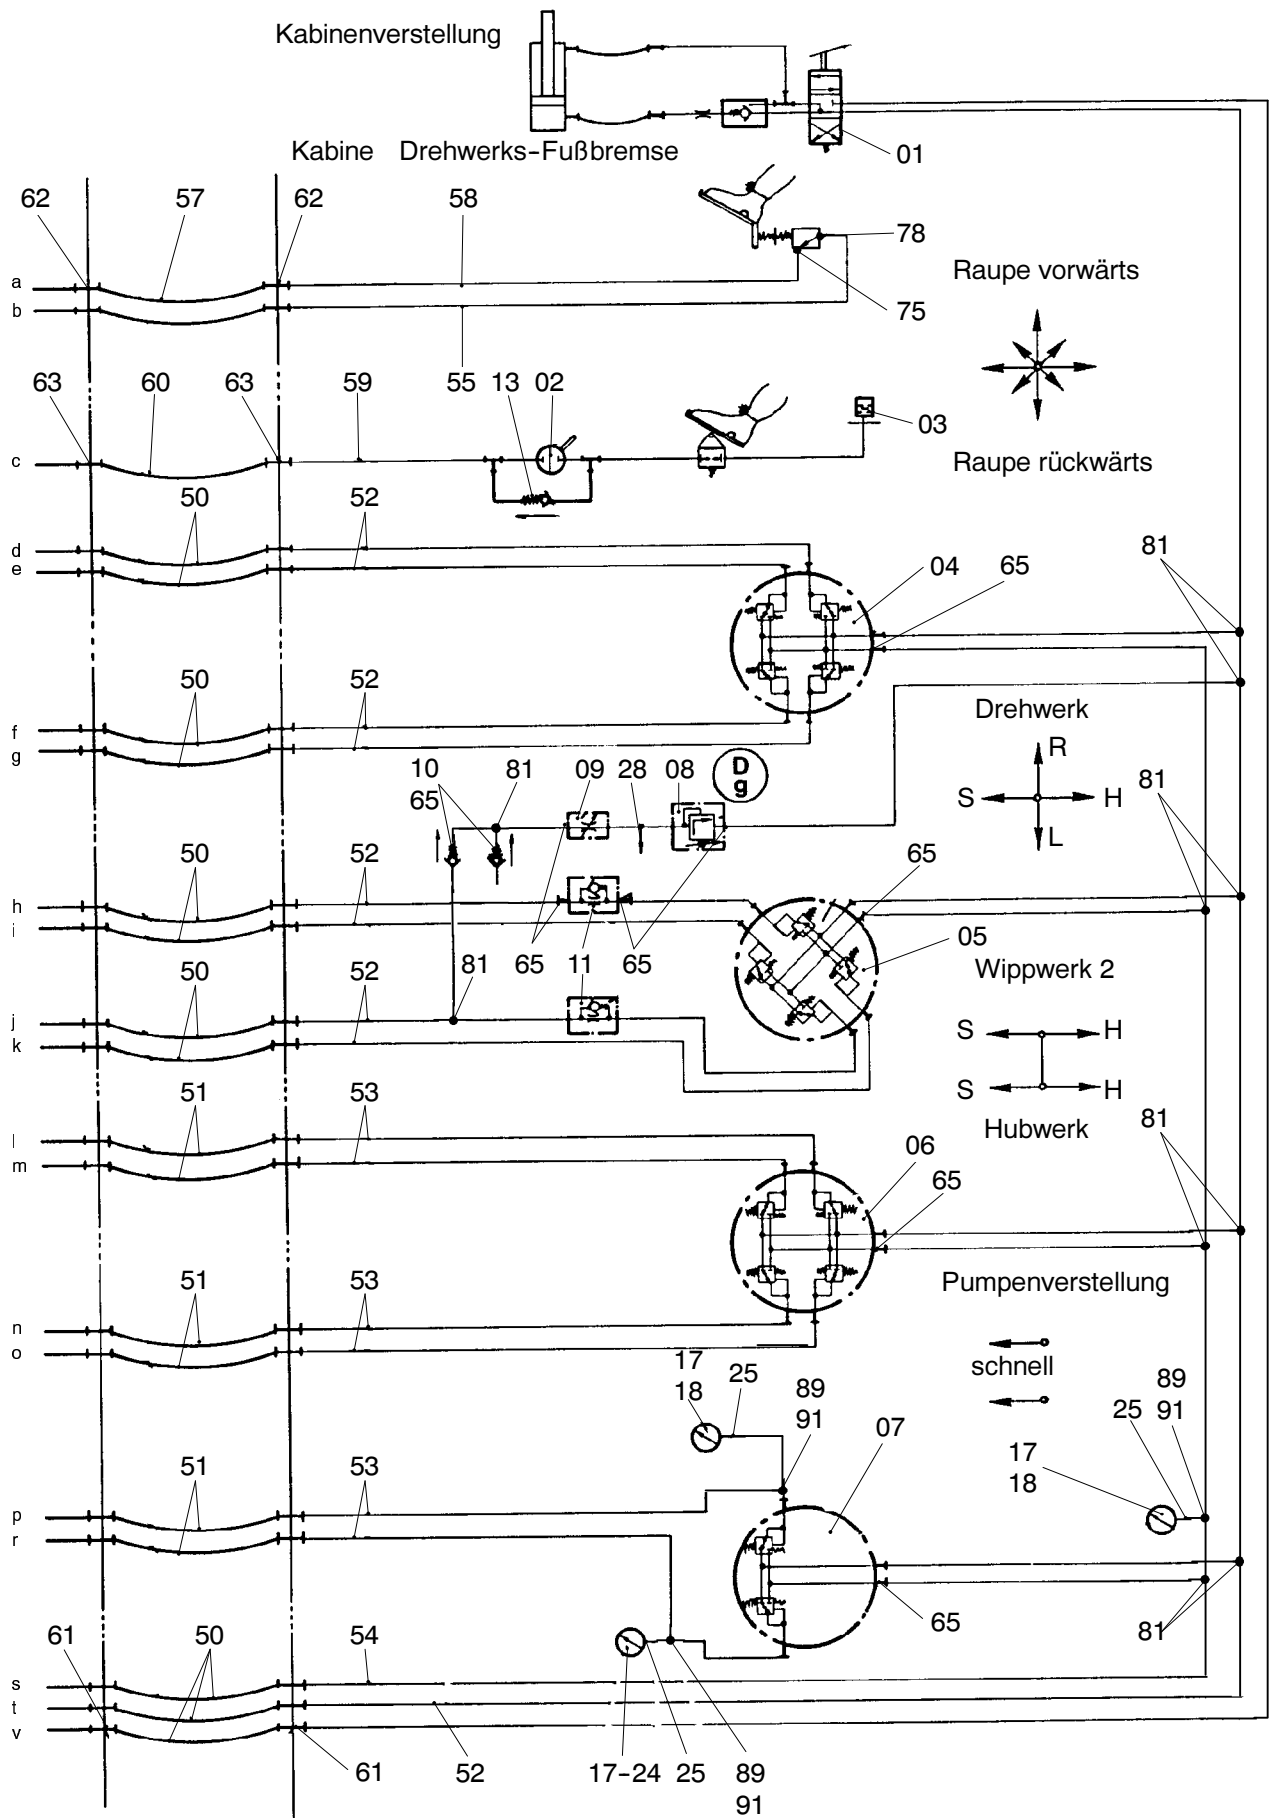 Kabinenverstellung
01
Kabine Drehwerks-Fußbremse
62 57 62 58
78
Raupe vorwärts
a
b
75
63 60 63 59 55 13 02
03
c
Raupe rückwärts
50 52
d
e
04 65 81
50 52
f
g
Drehwerk
R
S H
L
10 81 09 28 08
D
g
65
81
50 52
65
h
i
05
65 11 65
81
Wippwerk 2
50 52
j
k
S H
S H
51 53
Hubwerk
81
l
m
06
65
51 53
Pumpenverstellung
n
o
schnell
17 25
18
89
91
07
89
25 91
17
18
51 53
p
r
65
81
61 50 54
s
t
v
61 52 17-24 25 89
91